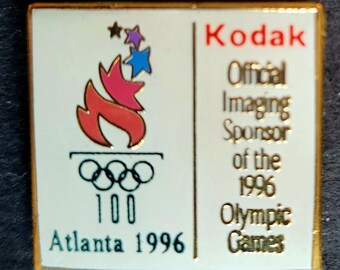 100
Atlanta 1996
Kodak
Official
Imaging
Sponsor
of the
1996
Olympic
Games